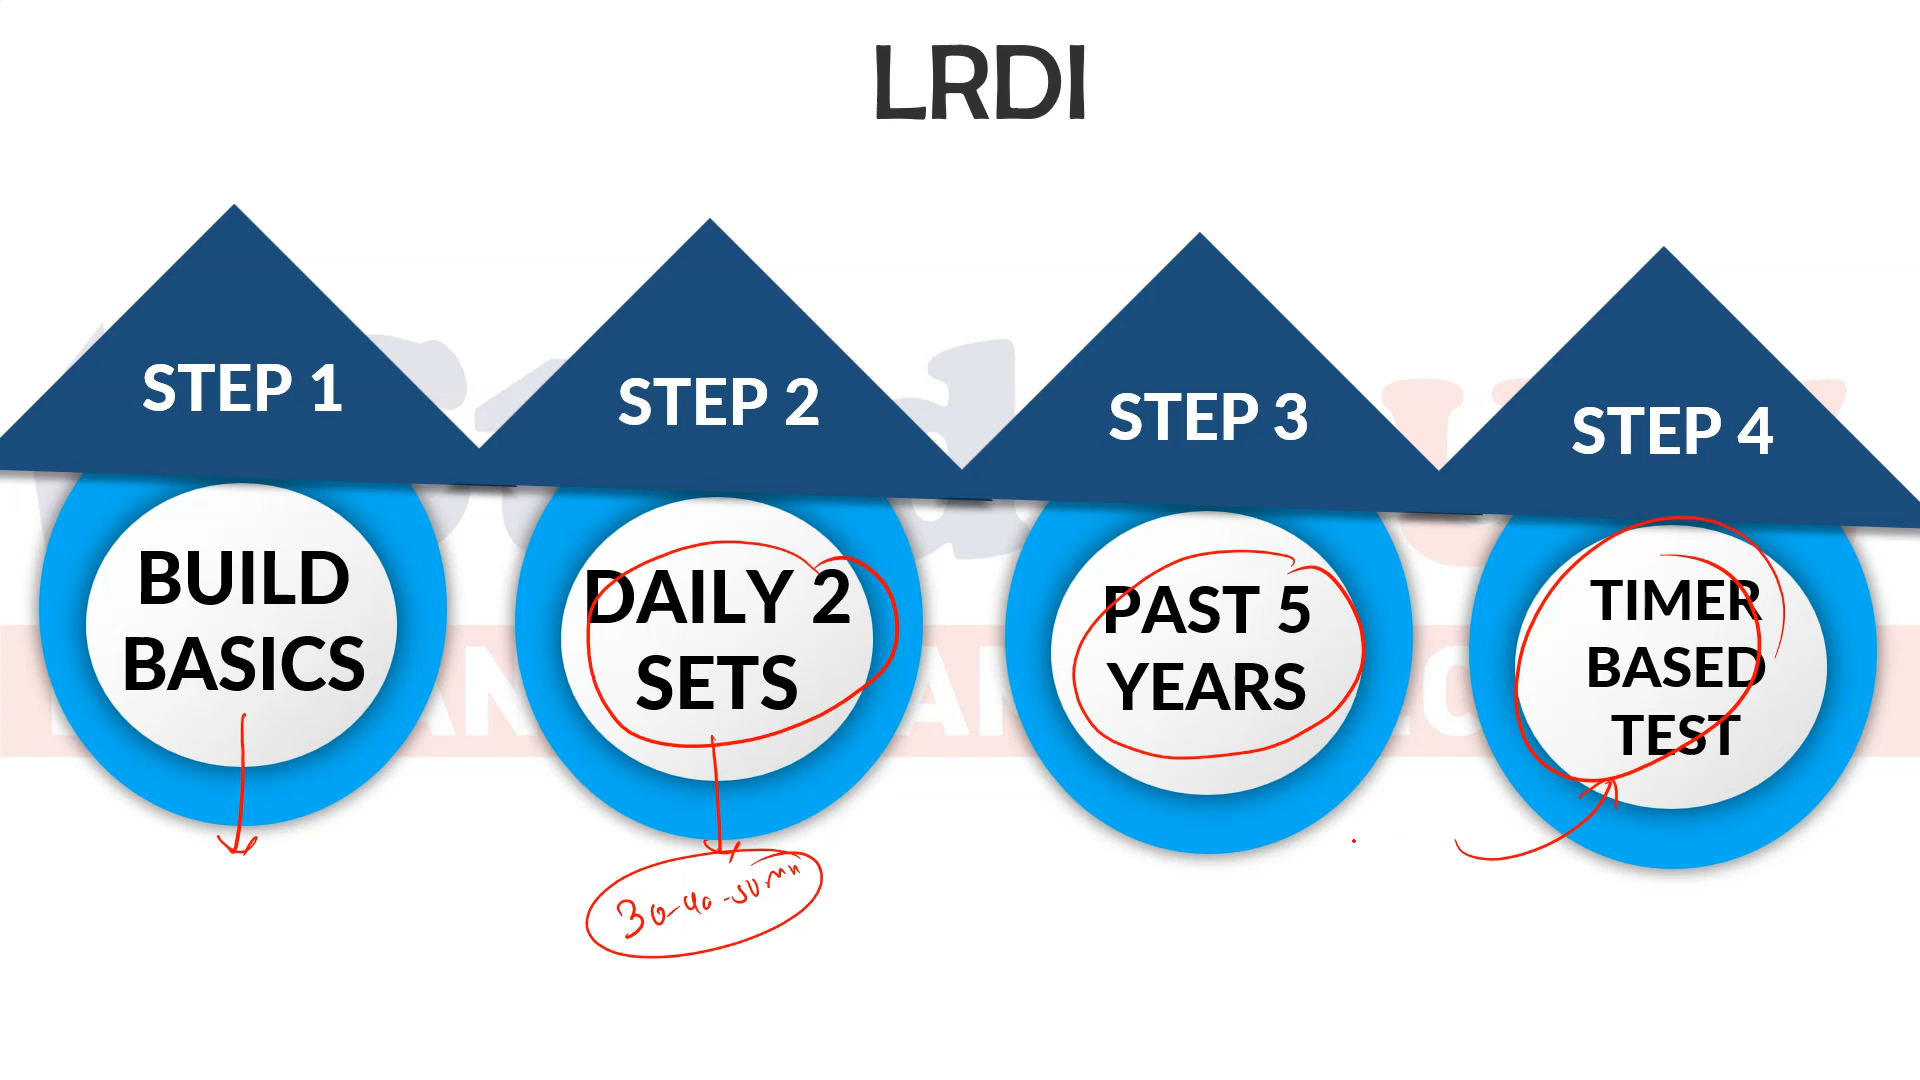 LRDI
STEP 1
STEP 2
STEP 3
STEP 4
BUILD
BASICS
DAILY 2
SETS
PAST 5
YEARS
TIMER
BASED
TEST
30-40-50 min